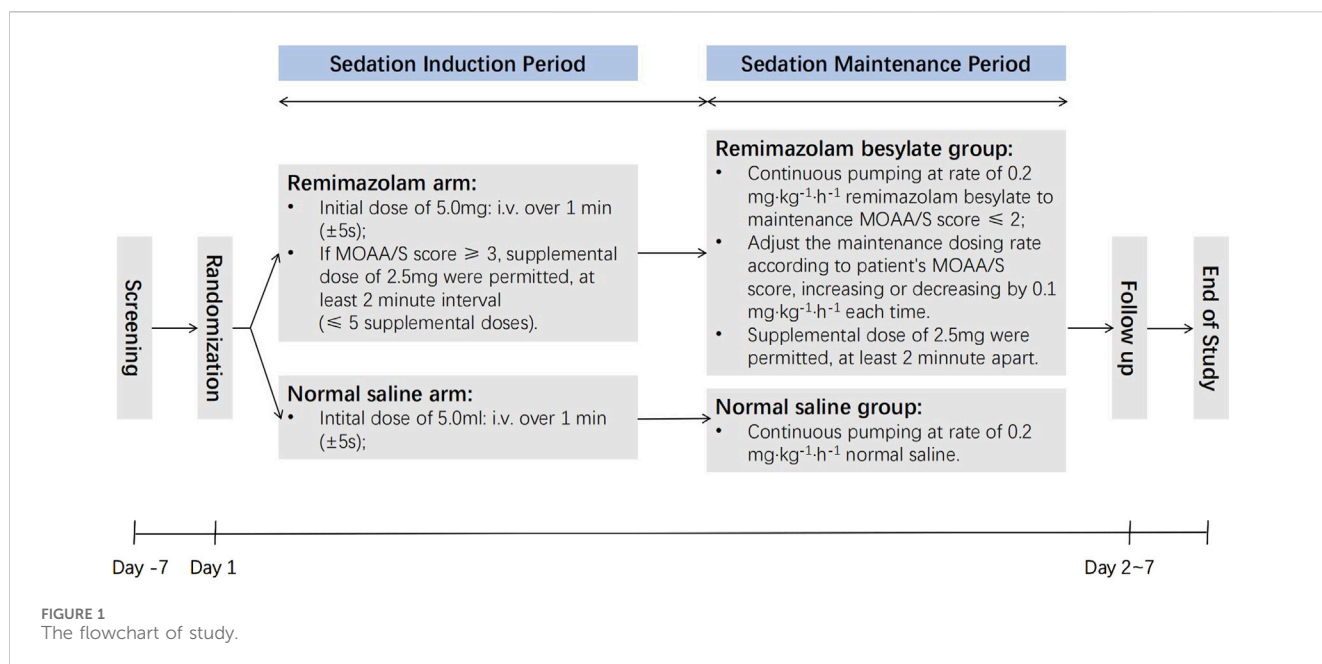 Sedation Induction Period
Sedation Maintenance Period
Screening
Randomization
Remimazolam arm:
• Initial dose of 5.0mg: i.v. over 1 min
(±5s);
• If MOAA/S score ⩾ 3, supplemental
dose of 2.5mg were permitted, at
least 2 minute interval
(⩽ 5 supplemental doses).
Normal saline arm:
• Intital dose of 5.0ml: i.v. over 1 min
(±5s);
Remimazolam besylate group:
• Continuous pumping at rate of 0.2
mg·kg⁻¹·h⁻¹ remimazolam besylate to
maintenance MOAA/S score ⩽ 2;
• Adjust the maintenance dosing rate
according to patient's MOAA/S
score, increasing or decreasing by 0.1
mg·kg⁻¹·h⁻¹ each time.
• Supplemental dose of 2.5mg were
permitted, at least 2 minnute apart.
Normal saline group:
• Continuous pumping at rate of 0.2
mg·kg⁻¹·h⁻¹ normal saline.
Follow up
End of Study
Day -7
Day 1
Day 2~7
FIGURE 1
The flowchart of study.